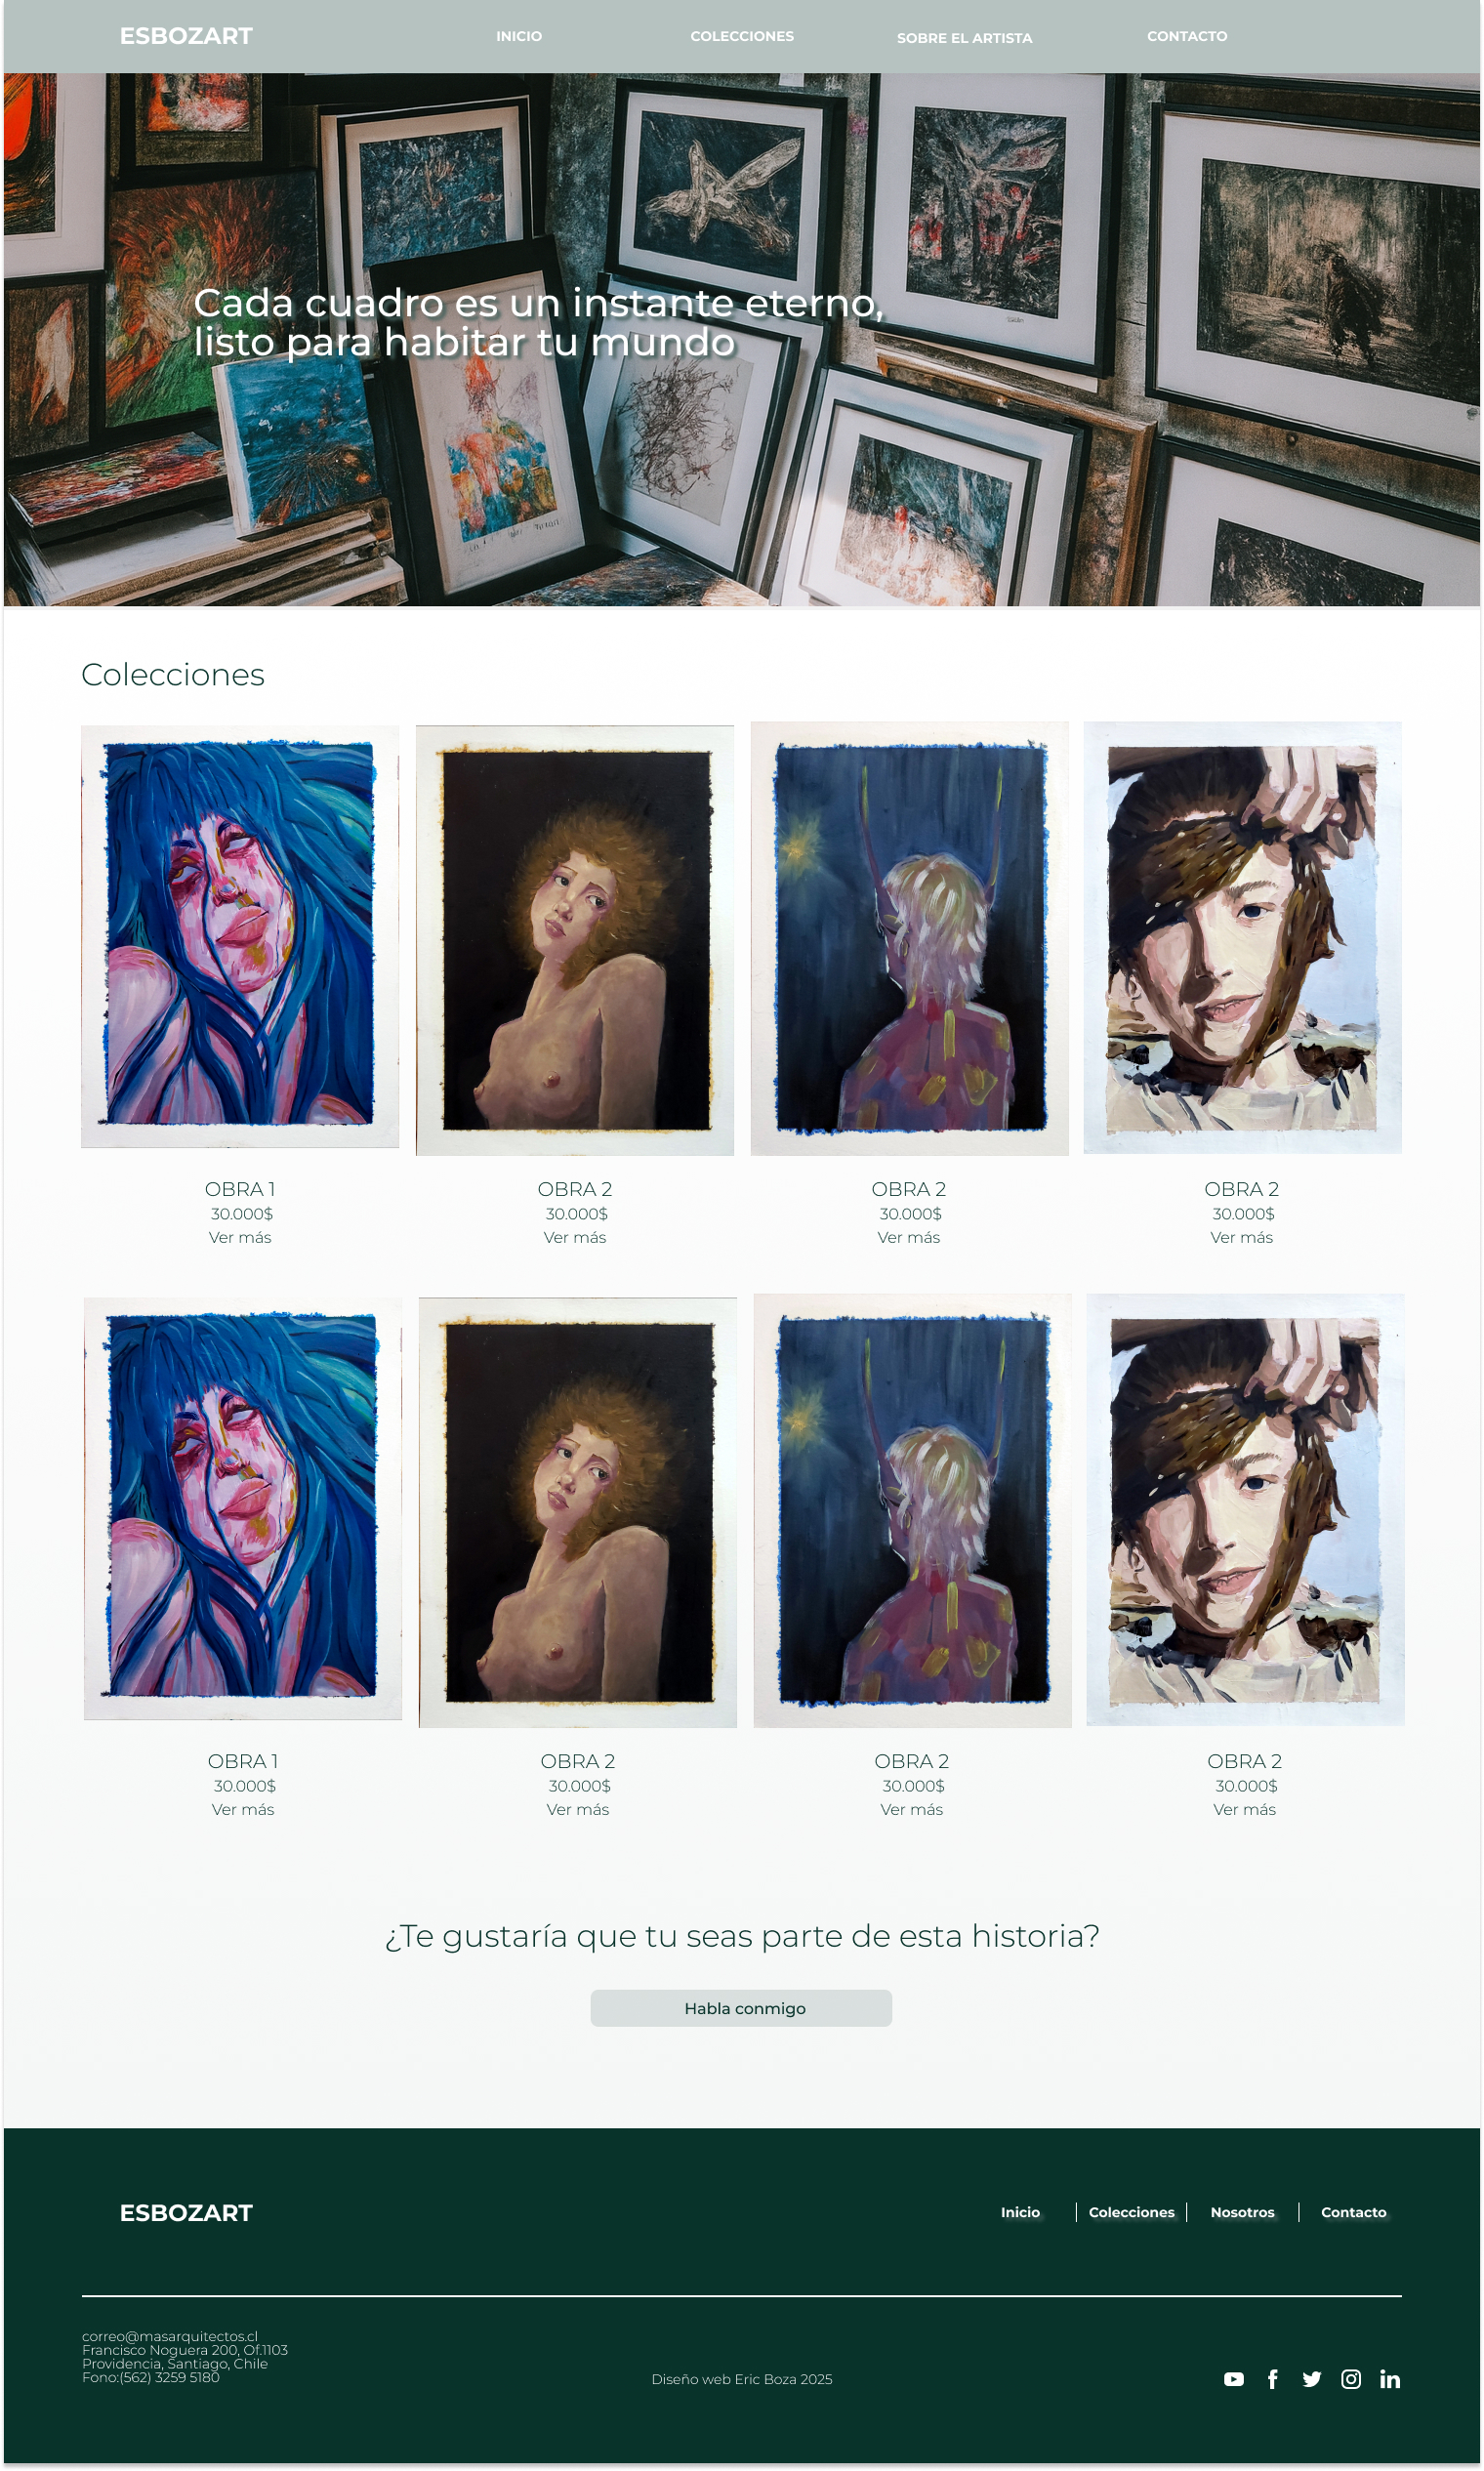 ESBOZART
INICIO
COLECCIONES
SOBRE EL ARTISTA
CONTACTO
Cada cuadro es un instante eterno,
listo para habitar tu mundo
Colecciones
OBRA 1
30.000$
Ver más
OBRA 2
30.000$
Ver más
OBRA 2
30.000$
Ver más
OBRA 2
30.000$
Ver más
OBRA 1
30.000$
Ver más
OBRA 2
30.000$
Ver más
OBRA 2
30.000$
Ver más
OBRA 2
30.000$
Ver más
¿Te gustaría que tu seas parte de esta historia?
Habla conmigo
ESBOZART
Inicio
Colecciones
Nosotros
Contacto
correo@masarquitectos.cl
Francisco Noguera 200, Of.1103
Providencia, Santiago, Chile
Fono:(562) 3259 5180
Diseño web Eric Boza 2025